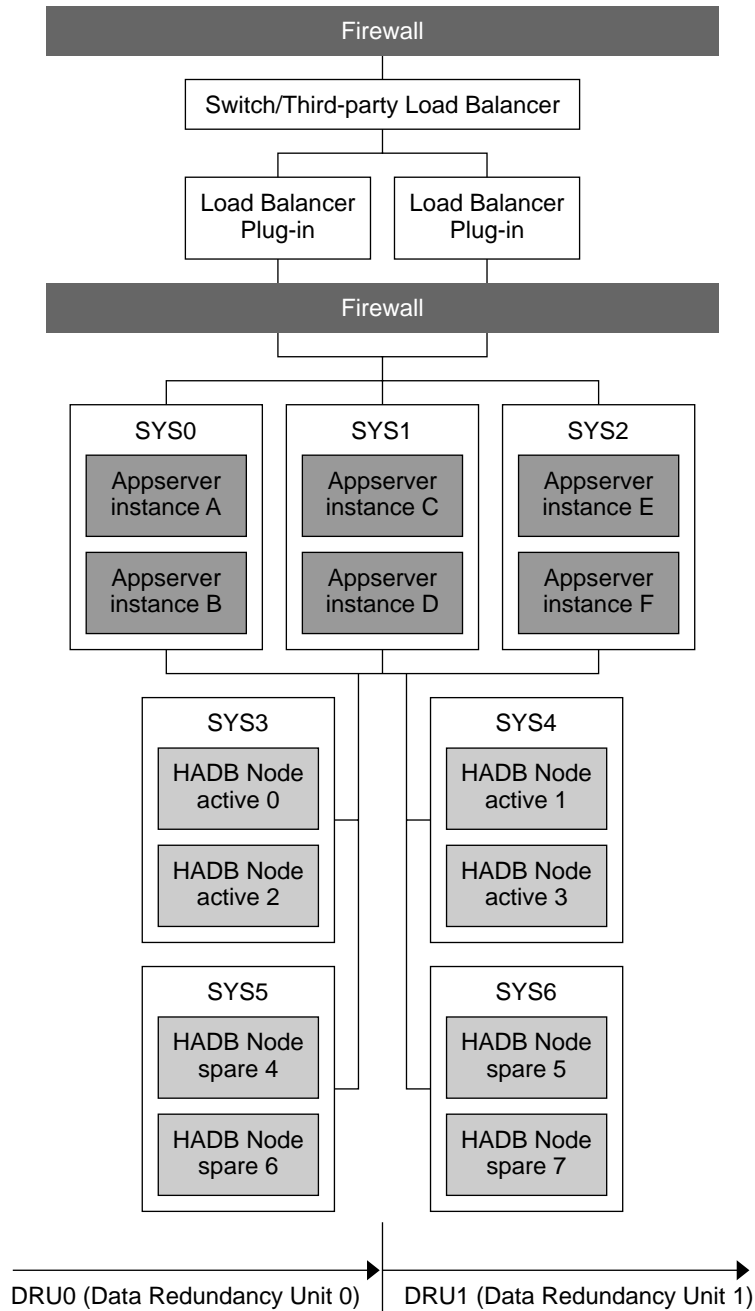 Firewall
Switch/Third-party Load Balancer
Load Balancer
Plug-in
Load Balancer
Plug-in
Firewall
SYS0
Appserver
instance A
Appserver
instance B
SYS1
Appserver
instance C
Appserver
instance D
SYS2
Appserver
instance E
Appserver
instance F
SYS3
HADB Node
active 0
HADB Node
active 2
SYS4
HADB Node
active 1
HADB Node
active 3
SYS5
HADB Node
spare 4
HADB Node
spare 6
SYS6
HADB Node
spare 5
HADB Node
spare 7
DRU0 (Data Redundancy Unit 0)
DRU1 (Data Redundancy Unit 1)